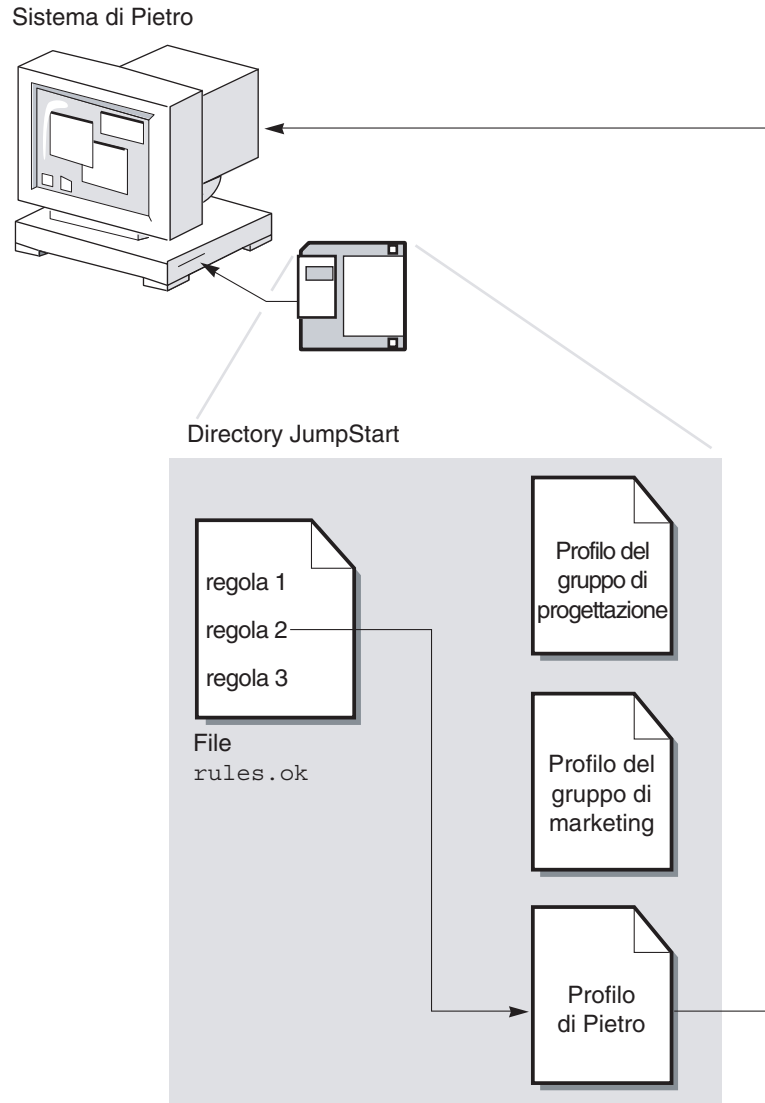 Sistema di Pietro
Directory JumpStart
regola 1
regola 2
regola 3
File
rules.ok
Profilo del
gruppo di
progettazione
Profilo del
gruppo di
marketing
Profilo
di Pietro